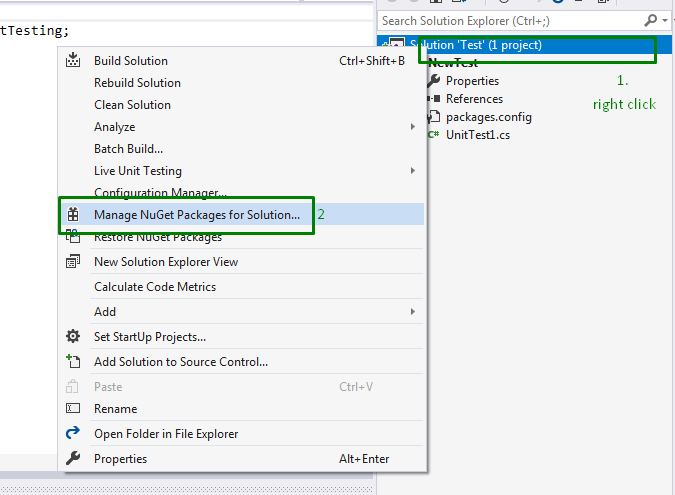 Search Solution Explorer (Ctrl+;)
tTesting;
Solution 'Test' (1 project)
NewTest
Build Solution Ctrl+Shift+B
Rebuild Solution
Properties 1.
Clean Solution
References right click
packages.config
Analyze
UnitTest1.cs
Batch Build...
Live Unit Testing
Configuration Manager...
Manage NuGet Packages for Solution... 2
Restore NuGet Packages
New Solution Explorer View
Calculate Code Metrics
Add
Set StartUp Projects...
Add Solution to Source Control...
Paste Ctrl+V
Rename
Open Folder in File Explorer
Properties Alt+Enter